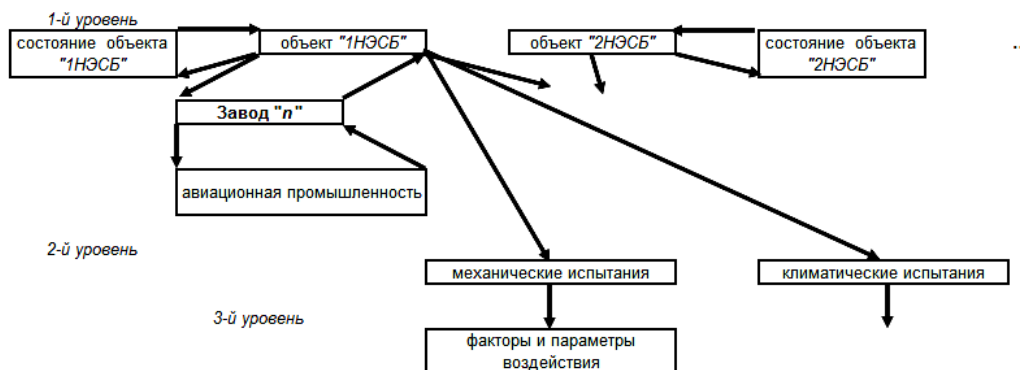 1-й уровень
состояние объекта
"1НЭСБ"
объект "1НЭСБ"
объект "2НЭСБ"
состояние объекта
"2НЭСБ"
..
Завод "n"
авиационная промышленность
2-й уровень
механические испытания
климатические испытания
3-й уровень
факторы и параметры
воздействия